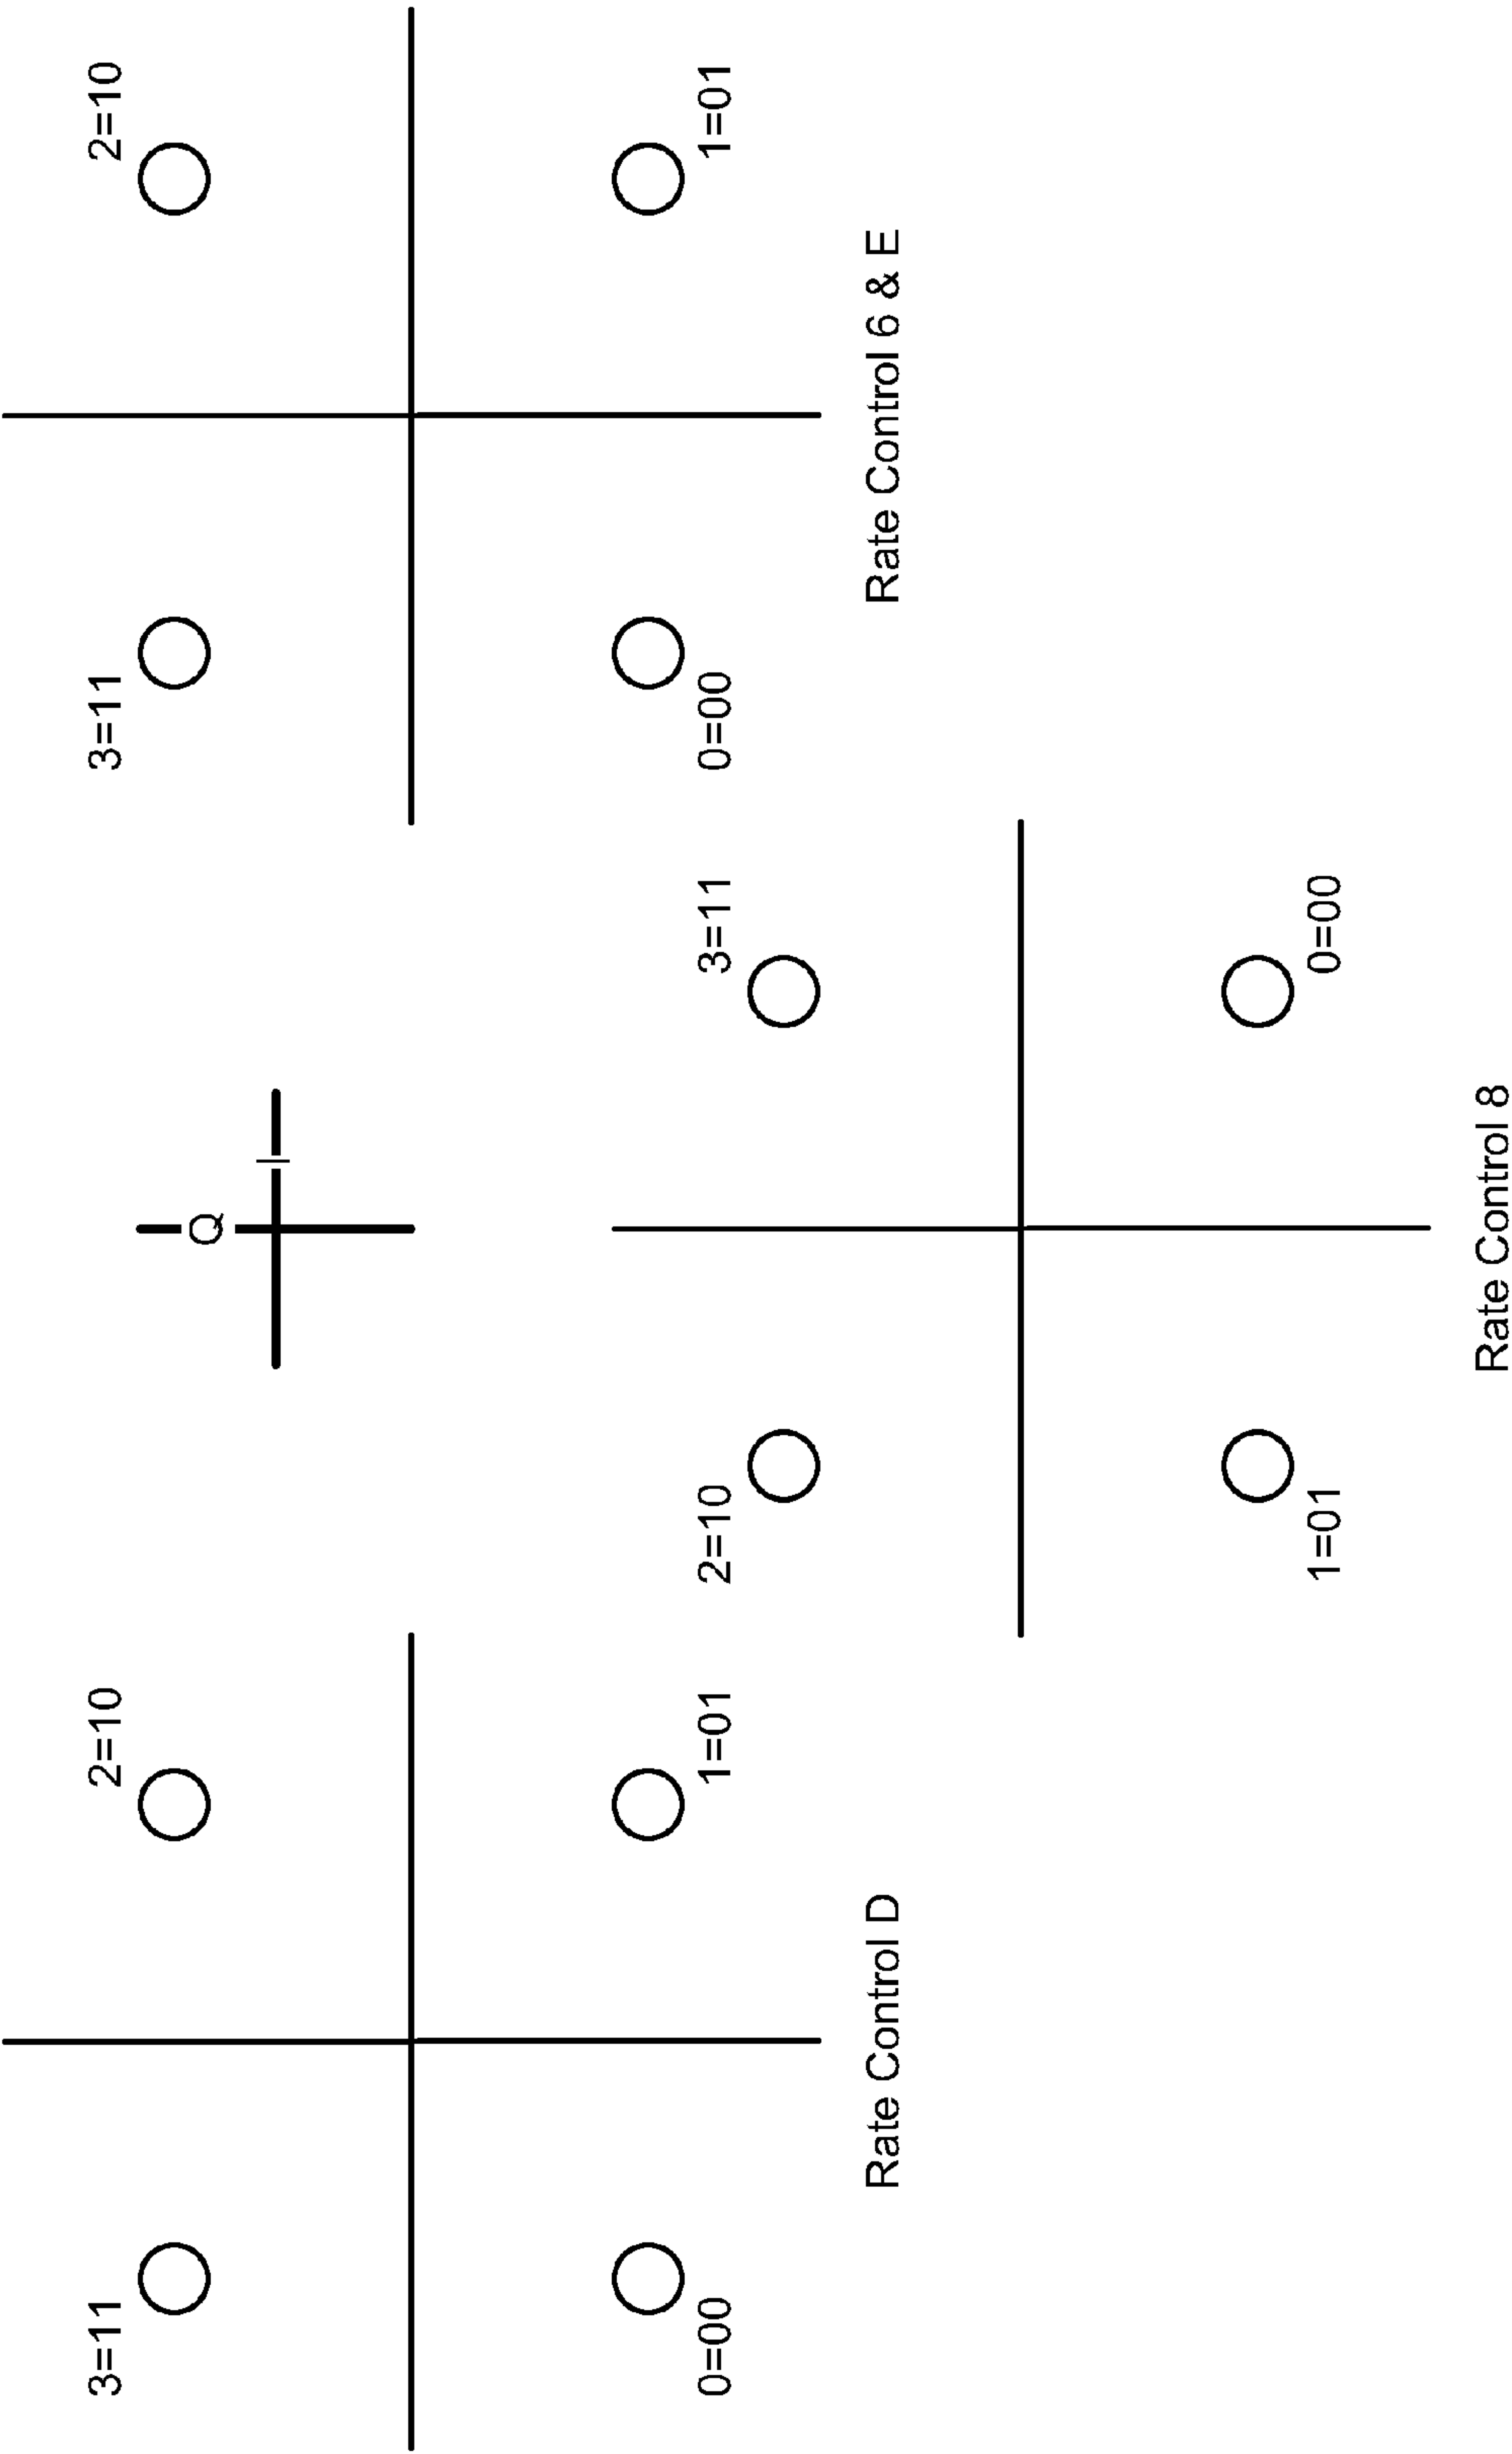 3=11
2=10
0=00
1=01
Rate Control D
Q
I
3=11
2=10
0=00
1=01
Rate Control 6 & E
2=10
3=11
1=01
0=00
Rate Control 8